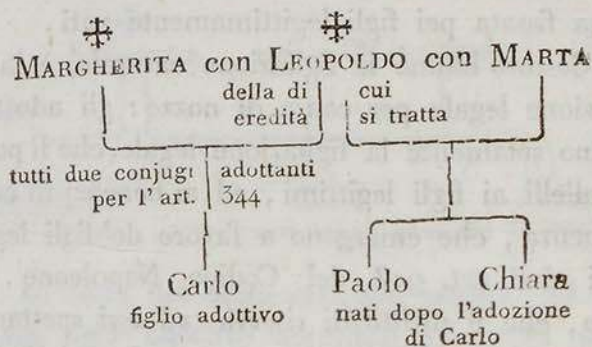 MARGHERITA con LEOPOLDO con MARTA
della di cui
eredità si tratta
tutti due conjugi adottanti
per l'art. 344
Carlo Paolo Chiara
figlio adottivo nati dopo l'adozione
di Carlo